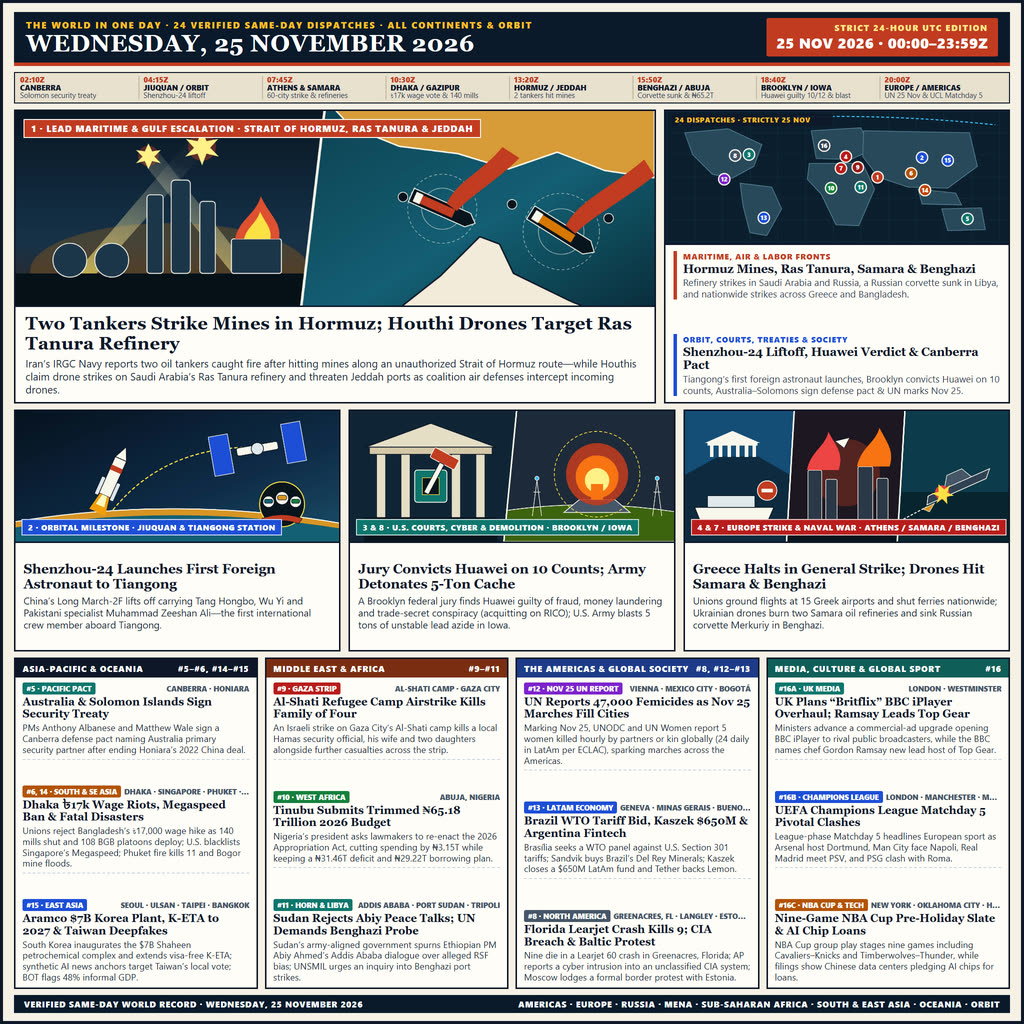 THE WORLD IN ONE DAY · 24 VERIFIED SAME-DAY DISPATCHES · ALL CONTINENTS & ORBIT
WEDNESDAY, 25 NOVEMBER 2026
STRICT 24-HOUR UTC EDITION
25 NOV 2026 · 00:00–23:59Z
02:10Z
CANBERRA
Solomon security treaty
04:15Z
JIUQUAN / ORBIT
Shenzhou-24 liftoff
07:45Z
ATHENS & SAMARA
60-city strike & refineries
10:30Z
DHAKA / GAZIPUR
৳17k wage vote & 140 mills
13:20Z
HORMUZ / JEDDAH
2 tankers hit mines
15:50Z
BENGHAZI / ABUJA
Corvette sunk & ₦65.2T
18:40Z
BROOKLYN / IOWA
Huawei guilty 10/12 & blast
20:00Z
EUROPE / AMERICAS
UN 25 Nov & UCL Matchday 5
1 · LEAD MARITIME & GULF ESCALATION · STRAIT OF HORMUZ, RAS TANURA & JEDDAH
Two Tankers Strike Mines in Hormuz; Houthi Drones Target Ras
Tanura Refinery
Iran's IRGC Navy reports two oil tankers caught fire after hitting mines along an unauthorized Strait of Hormuz route—while Houthis
claim drone strikes on Saudi Arabia's Ras Tanura refinery and threaten Jeddah ports as coalition air defenses intercept incoming
drones.
24 DISPATCHES · STRICTLY 25 NOV
16
8
3
4
7
9
2
15
12
1
6
10
11
14
13
5
MARITIME, AIR & LABOR FRONTS
Hormuz Mines, Ras Tanura, Samara & Benghazi
Refinery strikes in Saudi Arabia and Russia, a Russian corvette sunk in Libya,
and nationwide strikes across Greece and Bangladesh.
ORBIT, COURTS, TREATIES & SOCIETY
Shenzhou-24 Liftoff, Huawei Verdict & Canberra
Pact
Tiangong's first foreign astronaut launches, Brooklyn convicts Huawei on 10
counts, Australia–Solomons sign defense pact & UN marks Nov 25.
2 · ORBITAL MILESTONE · JIUQUAN & TIANGONG STATION
Shenzhou-24 Launches First Foreign
Astronaut to Tiangong
China's Long March-2F lifts off carrying Tang Hongbo, Wu Yi and
Pakistani specialist Muhammad Zeeshan Ali—the first international
crew member aboard Tiangong.
3 & 8 · U.S. COURTS, CYBER & DEMOLITION · BROOKLYN / IOWA
Jury Convicts Huawei on 10 Counts; Army
Detonates 5-Ton Cache
A Brooklyn federal jury finds Huawei guilty of fraud, money laundering
and trade-secret conspiracy (acquitting on RICO); U.S. Army blasts 5
tons of unstable lead azide in Iowa.
4 & 7 · EUROPE STRIKE & NAVAL WAR · ATHENS / SAMARA / BENGHAZI
Greece Halts in General Strike; Drones Hit
Samara & Benghazi
Unions ground flights at 15 Greek airports and shut ferries nationwide;
Ukrainian drones burn two Samara oil refineries and sink Russian
corvette Merkuriy in Benghazi.
ASIA-PACIFIC & OCEANIA #5–#6, #14–#15
#5 · PACIFIC PACT CANBERRA · HONIARA
Australia & Solomon Islands Sign
Security Treaty
PMs Anthony Albanese and Matthew Wale sign a
Canberra defense pact naming Australia primary
security partner after ending Honiara's 2022 China deal.
#6, 14 · SOUTH & SE ASIA DHAKA · SINGAPORE · PHUKET ·...
Dhaka ৳17k Wage Riots, Megaspeed
Ban & Fatal Disasters
Unions reject Bangladesh's ৳17,000 wage hike as 140
mills shut and 108 BGB platoons deploy; U.S. blacklists
Singapore's Megaspeed; Phuket fire kills 11 and Bogor
mine floods.
#15 · EAST ASIA SEOUL · ULSAN · TAIPEI · BANGKOK
Aramco $7B Korea Plant, K-ETA to
2027 & Taiwan Deepfakes
South Korea inaugurates the $7B Shaheen
petrochemical complex and extends visa-free K-ETA;
synthetic AI news anchors target Taiwan's local vote;
BOT flags 48% informal GDP.
MIDDLE EAST & AFRICA #9–#11
#9 · GAZA STRIP AL-SHATI CAMP · GAZA CITY
Al-Shati Refugee Camp Airstrike Kills
Family of Four
An Israeli strike on Gaza City's Al-Shati camp kills a local
Hamas security official, his wife and two daughters
alongside further casualties across the strip.
#10 · WEST AFRICA ABUJA, NIGERIA
Tinubu Submits Trimmed ₦65.18
Trillion 2026 Budget
Nigeria's president asks lawmakers to re-enact the 2026
Appropriation Act, cutting spending by ₦3.15T while
keeping a ₦31.46T deficit and ₦29.22T borrowing plan.
#11 · HORN & LIBYA ADDIS ABABA · PORT SUDAN · TRIPOLI
Sudan Rejects Abiy Peace Talks; UN
Demands Benghazi Probe
Sudan's army-aligned government spurns Ethiopian PM
Abiy Ahmed's Addis Ababa dialogue over alleged RSF
bias; UNSMIL urges an inquiry into Benghazi port
strikes.
THE AMERICAS & GLOBAL SOCIETY #8, #12–#13
#12 · NOV 25 UN REPORT VIENNA · MEXICO CITY · BOGOTÁ
UN Reports 47,000 Femicides as Nov 25
Marches Fill Cities
Marking Nov 25, UNODC and UN Women report 5
women killed hourly by partners or kin globally (24 daily
in LatAm per ECLAC), sparking marches across the
Americas.
#13 · LATAM ECONOMY GENEVA · MINAS GERAIS · BUENO...
Brazil WTO Tariff Bid, Kaszek $650M &
Argentina Fintech
Brasília seeks a WTO panel against U.S. Section 301
tariffs; Sandvik buys Brazil's Del Rey Minerals; Kaszek
closes a $650M LatAm fund and Tether backs Lemon.
#8 · NORTH AMERICA GREENACRES, FL · LANGLEY · ESTO...
Florida Learjet Crash Kills 9; CIA
Breach & Baltic Protest
Nine die in a Learjet 60 crash in Greenacres, Florida; AP
reports a cyber intrusion into an unclassified CIA system;
Moscow lodges a formal border protest with Estonia.
MEDIA, CULTURE & GLOBAL SPORT #16
#16A · UK MEDIA LONDON · WESTMINSTER
UK Plans “Britflix” BBC iPlayer
Overhaul; Ramsay Leads Top Gear
Ministers advance a commercial-ad upgrade opening
BBC iPlayer to rival public broadcasters, while the BBC
names chef Gordon Ramsay new lead host of Top Gear.
#16B · CHAMPIONS LEAGUE LONDON · MANCHESTER · M...
UEFA Champions League Matchday 5
Pivotal Clashes
League-phase Matchday 5 headlines European sport as
Arsenal host Dortmund, Man City face Napoli, Real
Madrid meet PSV, and PSG clash with Roma.
#16C · NBA CUP & TECH NEW YORK · OKLAHOMA CITY · H...
Nine-Game NBA Cup Pre-Holiday Slate
& AI Chip Loans
NBA Cup group play stages nine games including
Cavaliers–Knicks and Timberwolves–Thunder, while
filings show Chinese data centers pledging AI chips for
loans.
VERIFIED SAME-DAY WORLD RECORD · WEDNESDAY, 25 NOVEMBER 2026
AMERICAS · EUROPE · RUSSIA · MENA · SUB-SAHARAN AFRICA · SOUTH & EAST ASIA · OCEANIA · ORBIT